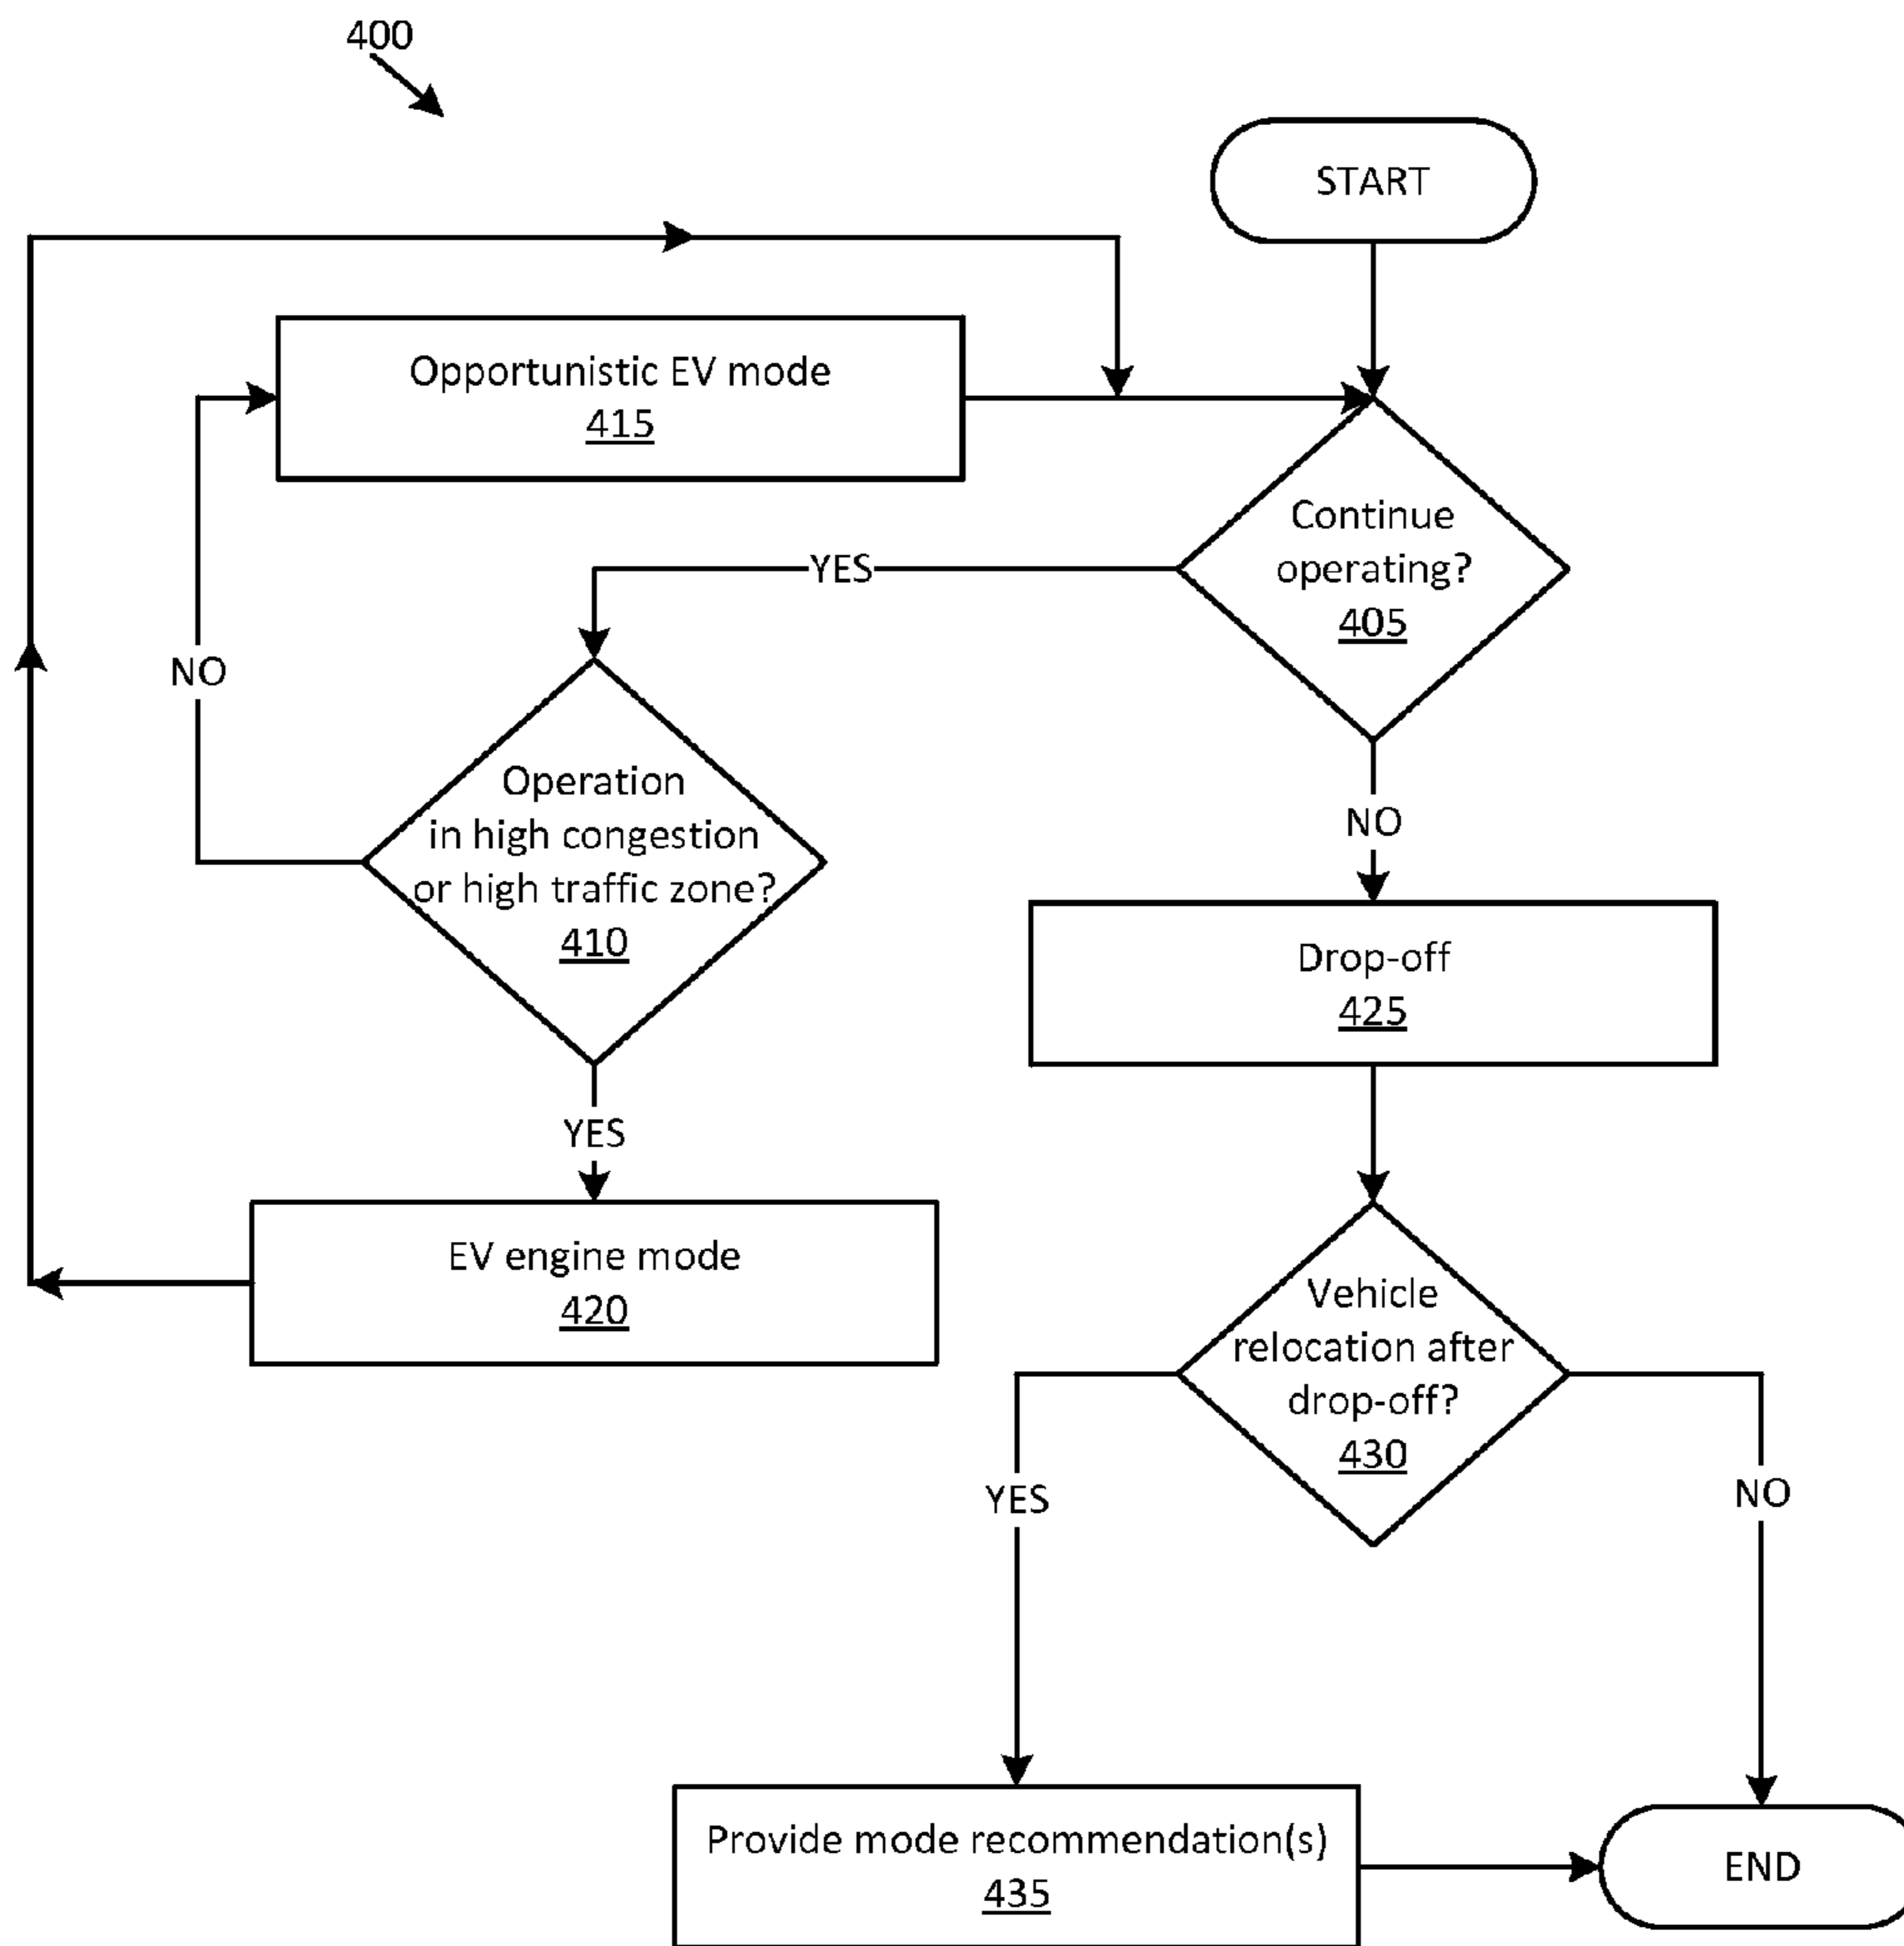 400
START
Opportunistic EV mode
415
Continue
operating?
405
YES
NO
Operation
in high congestion
or high traffic zone?
410
NO
Drop-off
425
YES
EV engine mode
420
Vehicle
relocation after
drop-off?
430
YES
NO
Provide mode recommendation(s)
435
END